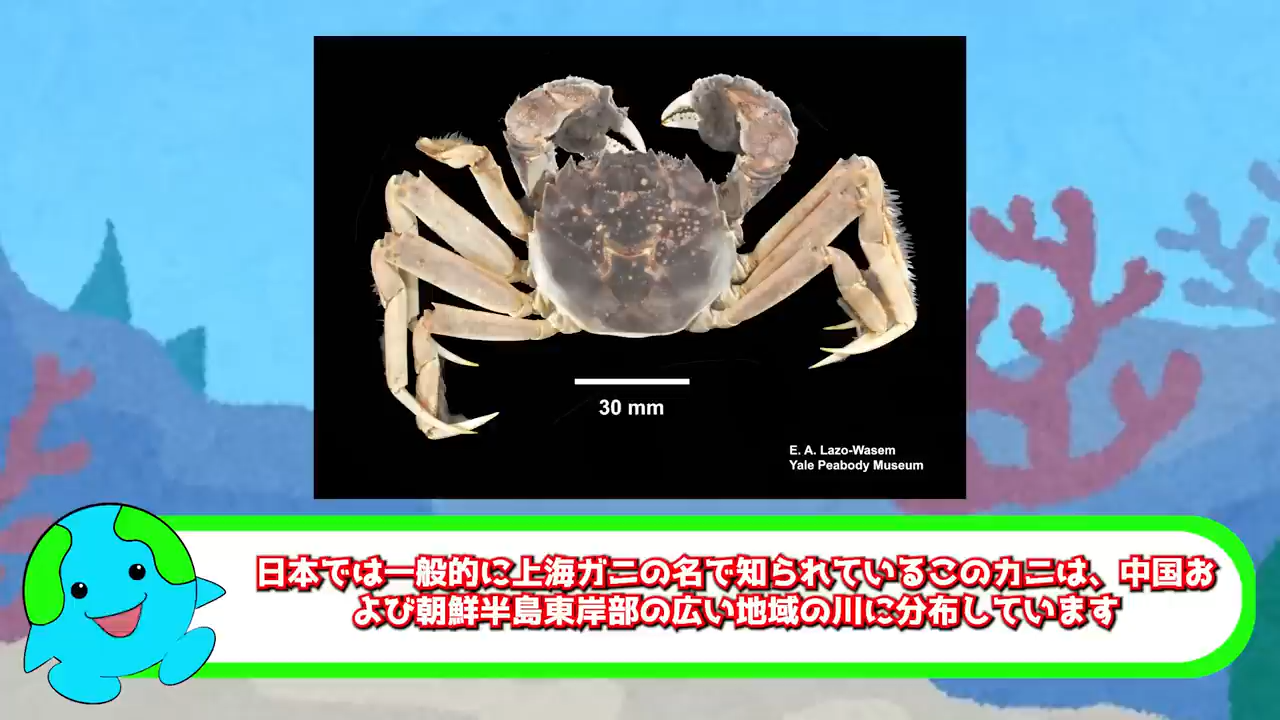 30 mm
E. A. Lazo-Wasem
Yale Peabody Museum
日本では一般的に上海ガニの名で知られているこのカニは、中国お
よび朝鮮半島東岸部の広い地域の川に分布しています